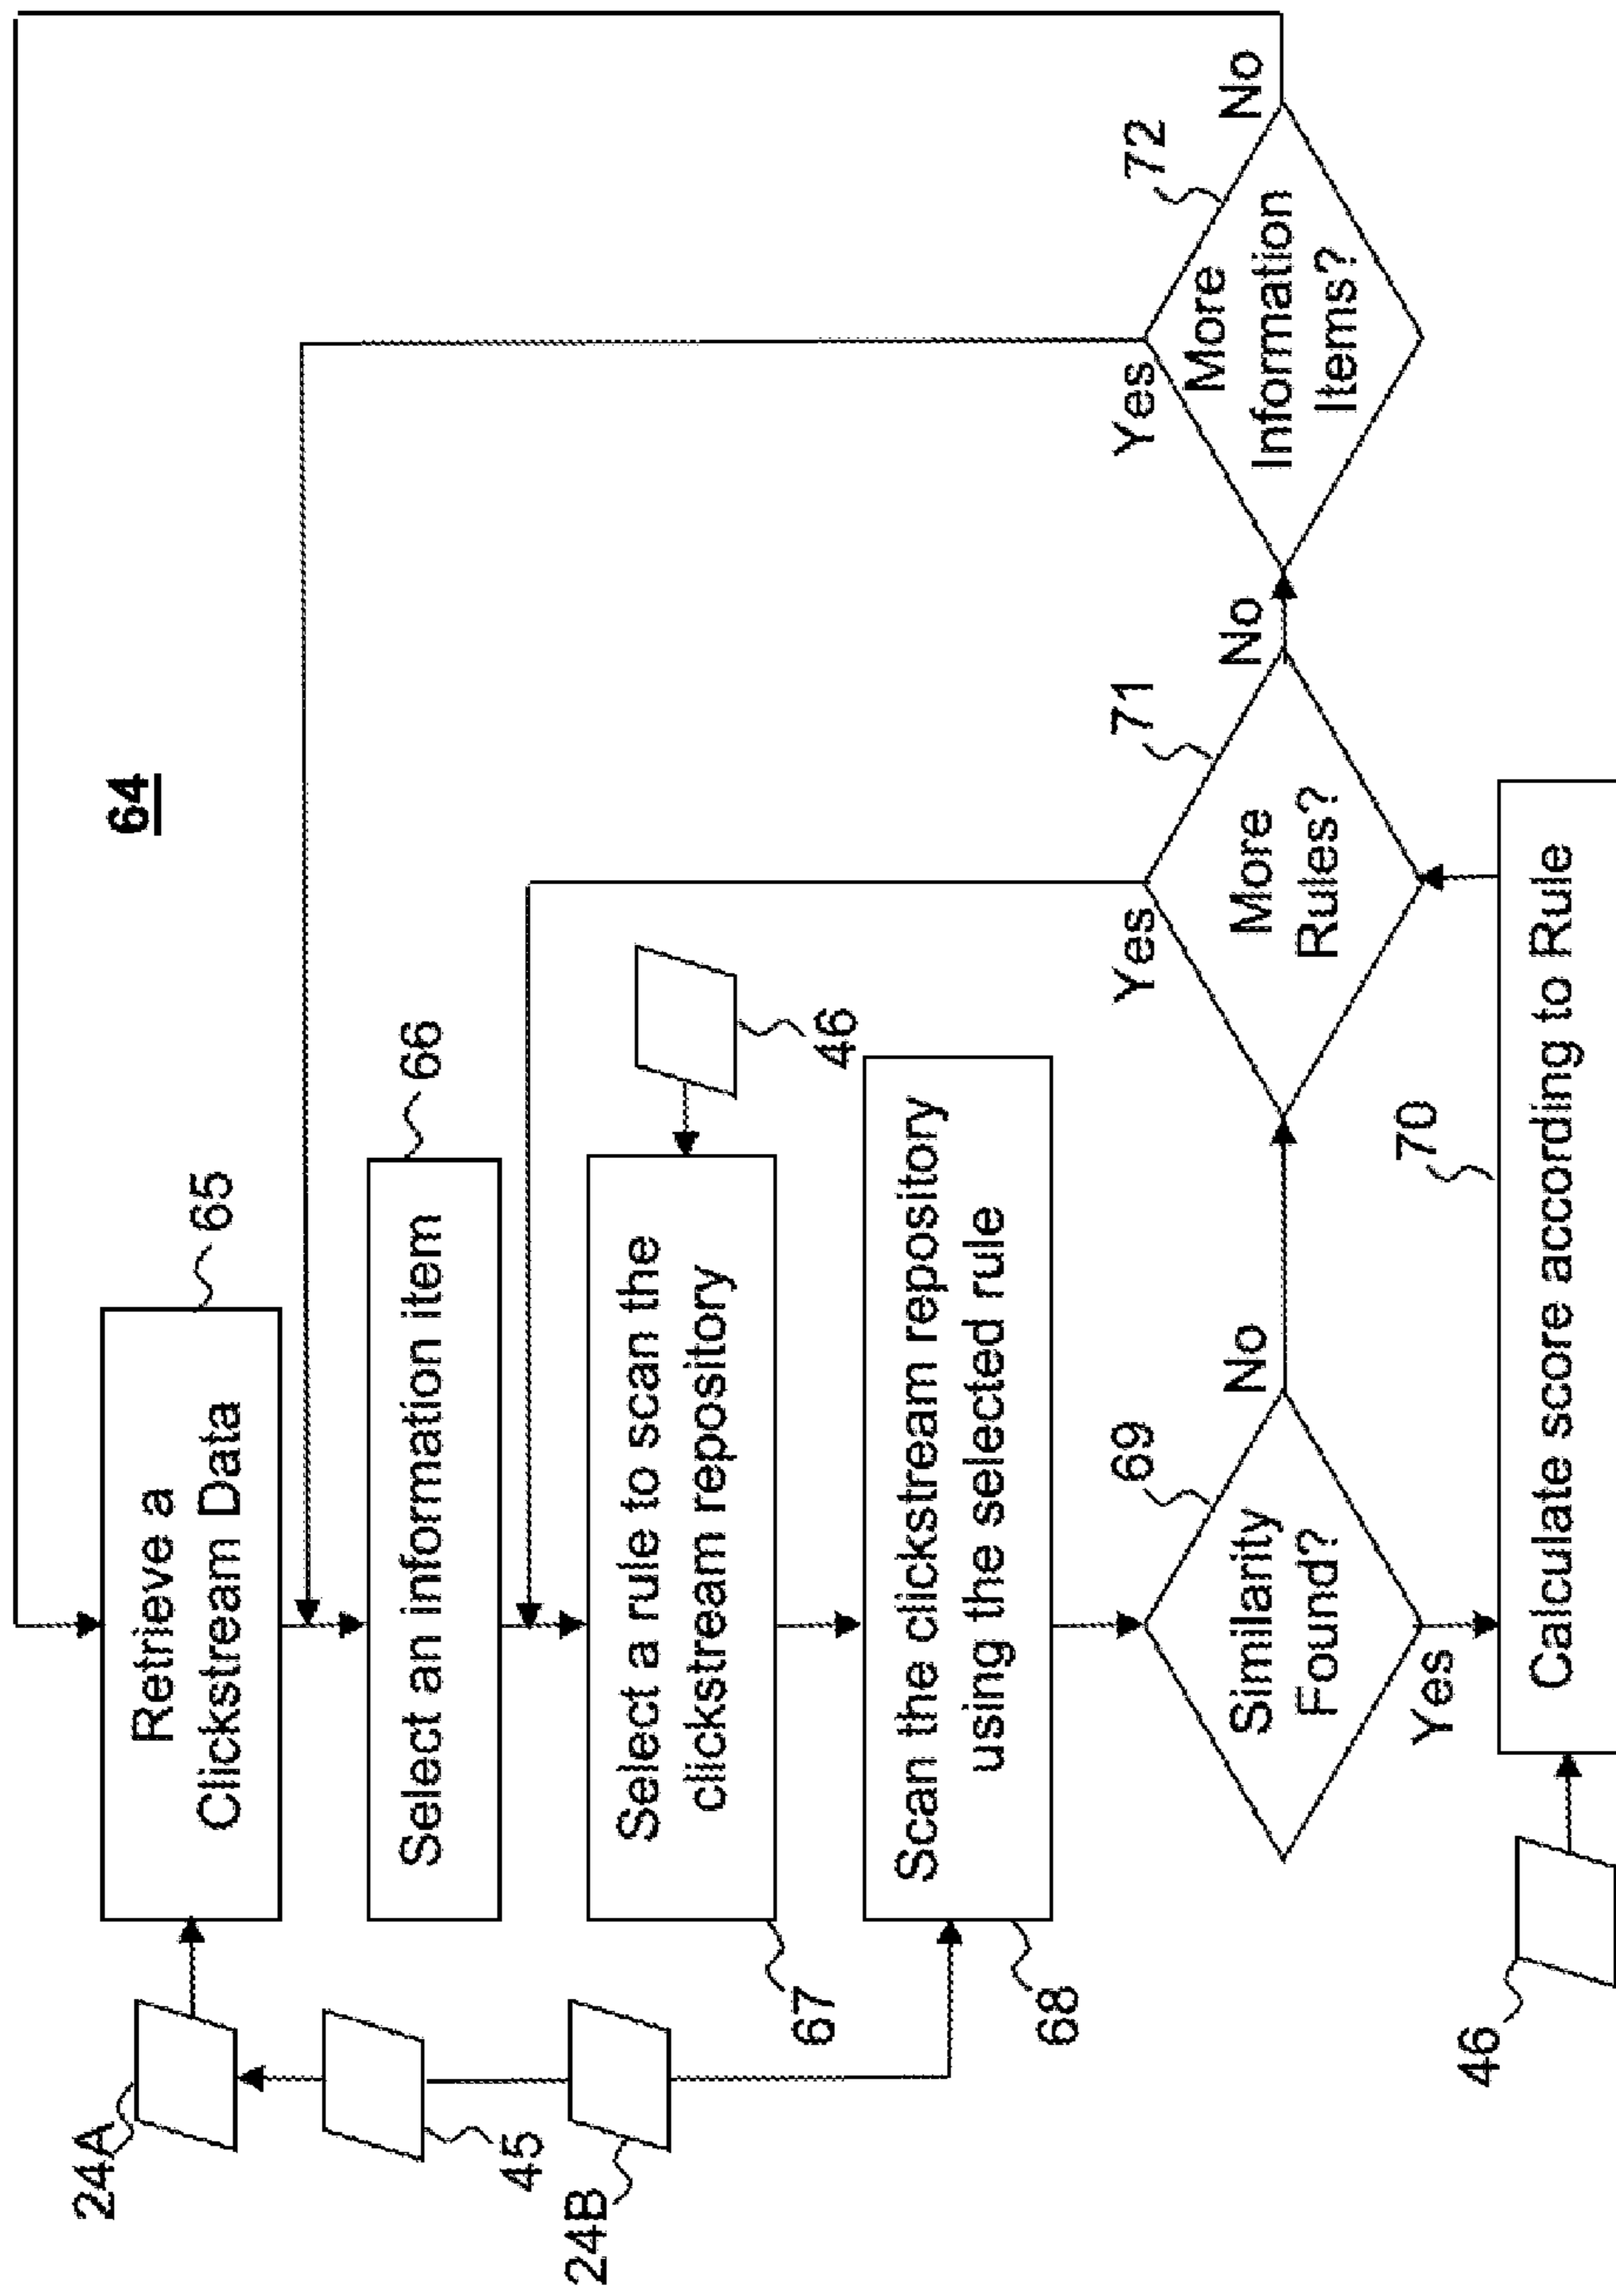 64
24A
Retrieve a
Clickstream Data
65
45
Select an information item
66
24B
Select a rule to scan the
clickstream repository
67
46
Scan the clickstream repository
using the selected rule
68
Similarity
Found?
69
No
Yes
More
Rules?
71
Yes
No
More
Information
Items?
72
Yes
No
46
Calculate score according to Rule
70